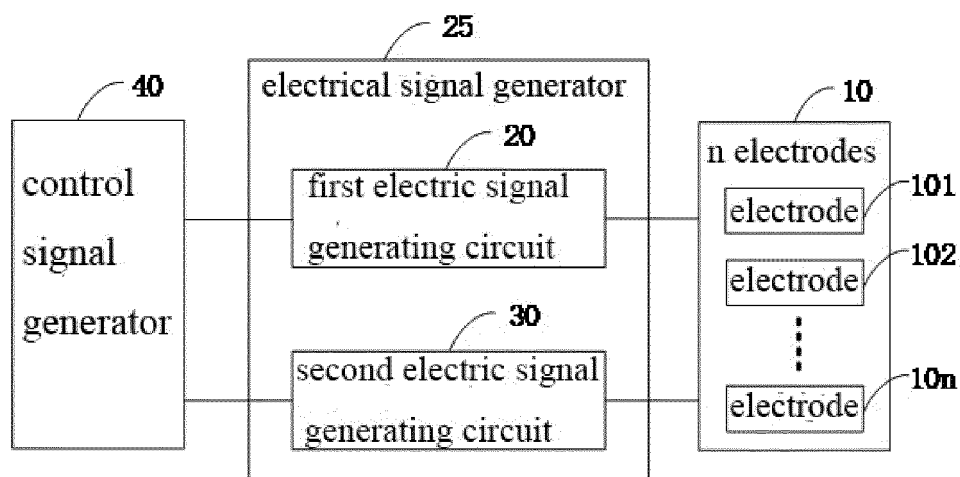 25
electrical signal generator
40
control
signal
generator
20
first electric signal
generating circuit
30
second electric signal
generating circuit
10
n electrodes
electrode
101
electrode
102
electrode
10n